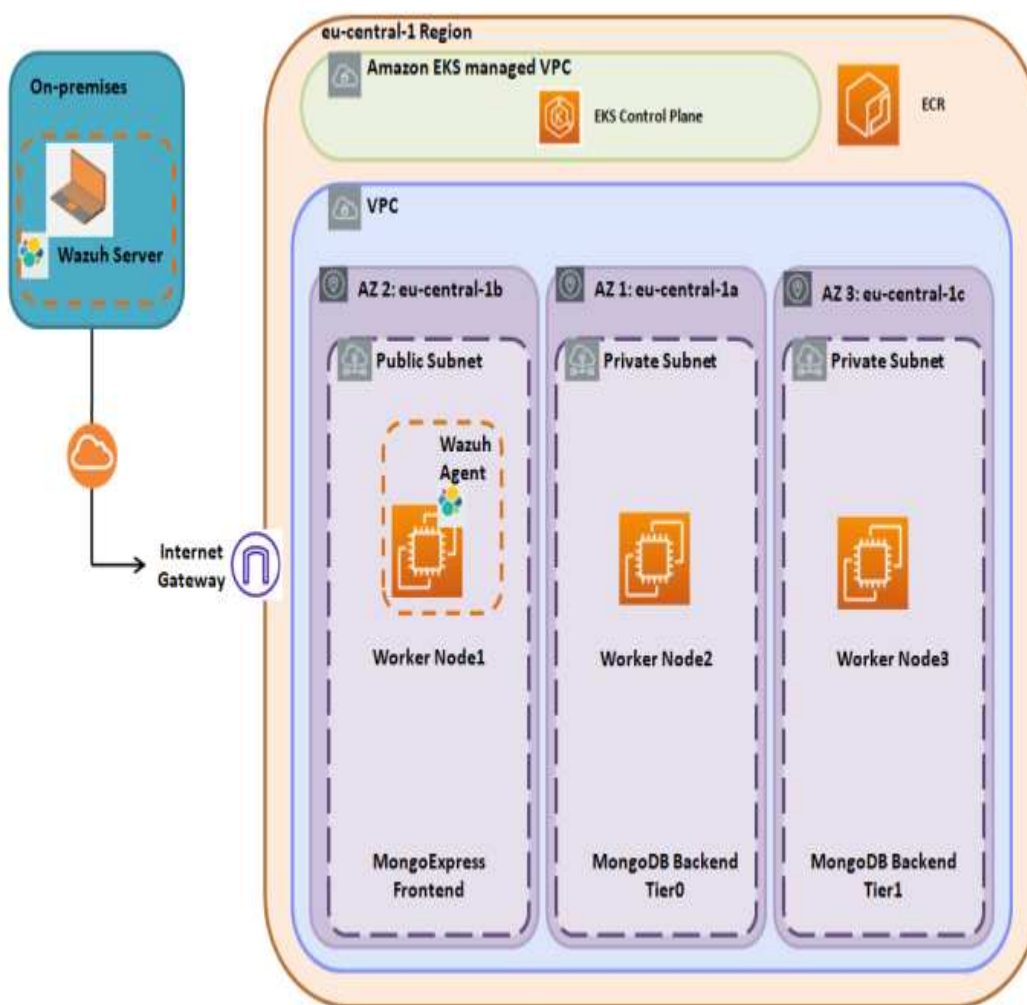 eu-central-1 Region
Amazon EKS managed VPC
EKS Control Plane
ECR
On-premises
Wazuh Server
VPC
AZ 2: eu-central-1b
AZ 1: eu-central-1a
AZ 3: eu-central-1c
Public Subnet
Private Subnet
Private Subnet
Wazuh
Agent
Internet
Gateway
Worker Node1
Worker Node2
Worker Node3
MongoExpress
Frontend
MongoDB Backend
Tier0
MongoDB Backend
Tier1